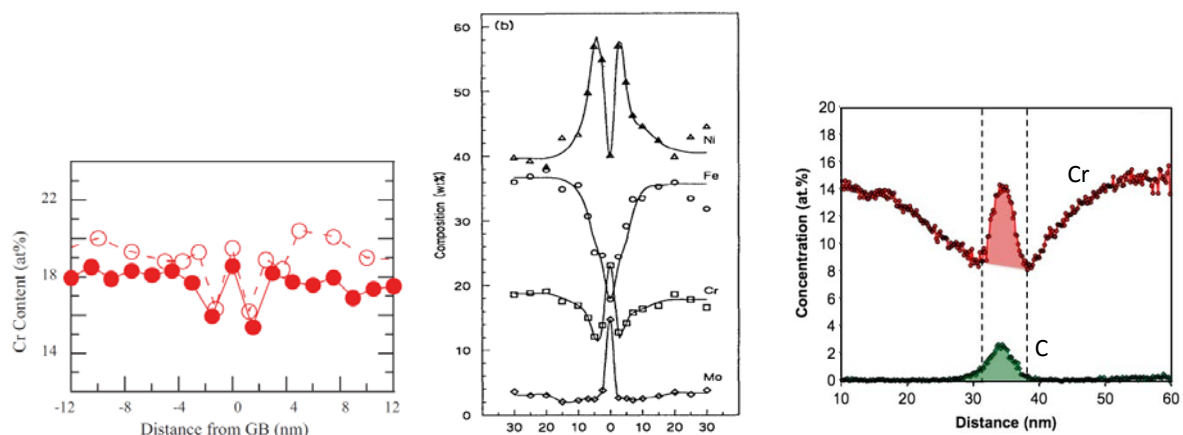 22
18
14
Cr Content (at%)
-12 -8 -4 0 4 8 12
Distance from GB (nm)
(b)
60
50
40
30
20
10
0
Composition (wt%)
Ni
Fe
Cr
Mo
30 20 10 0 10 20 30
20
18
16
14
12
10
8
6
4
2
0
Concentration (at.%)
Cr
C
10 20 30 40 50 60
Distance (nm)